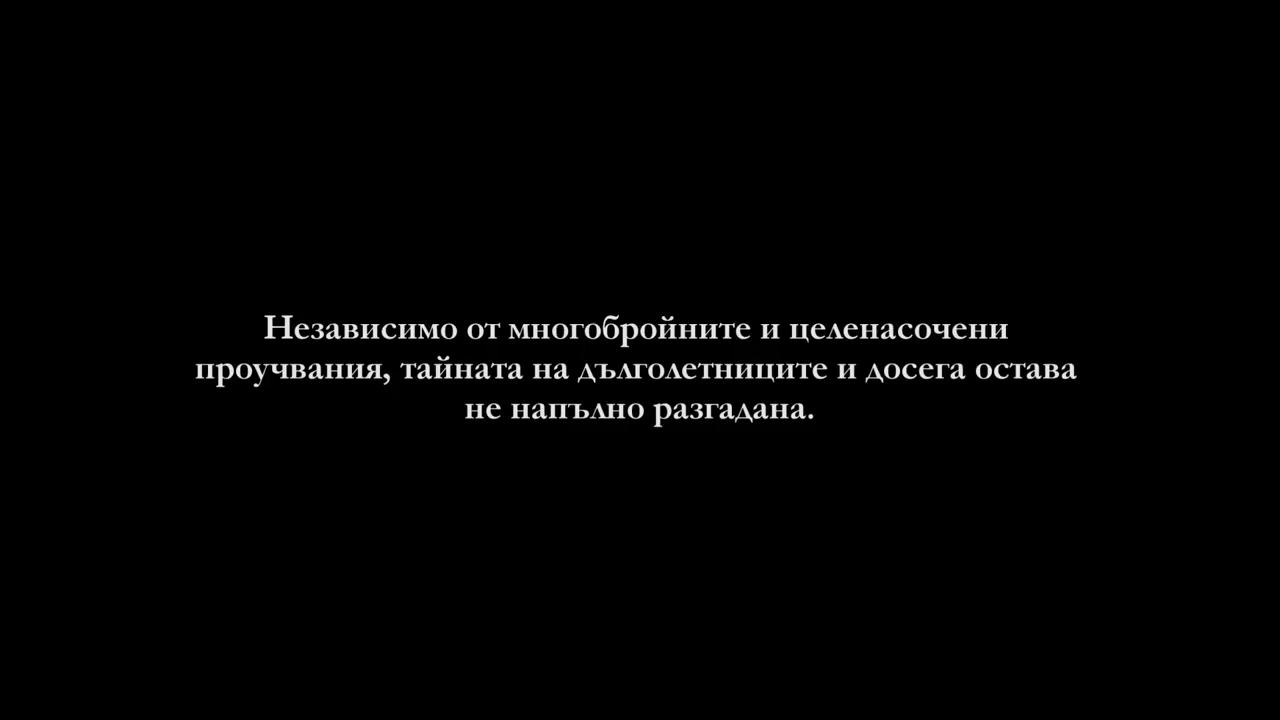 Независимо от многобройните и целенасочени
проучвания, тайната на дълголетниците и досега остава
не напълно разгадана.